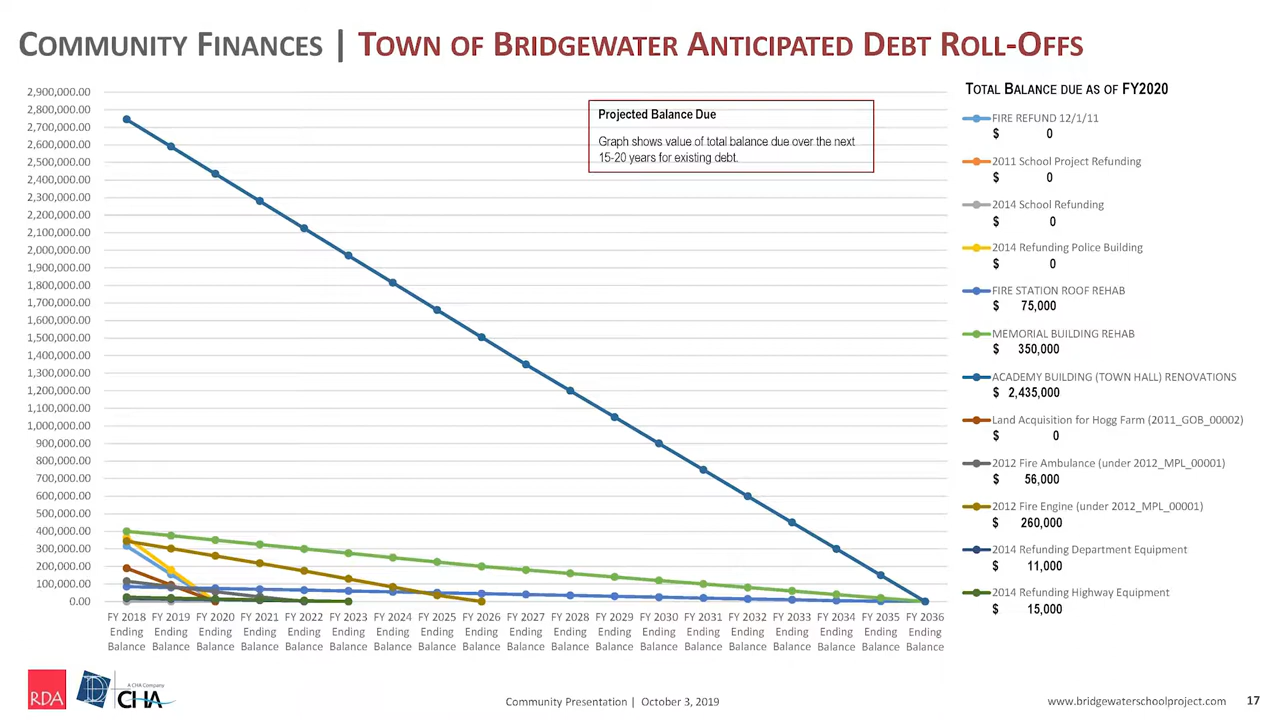 COMMUNITY FINANCES | TOWN OF BRIDGEWATER ANTICIPATED DEBT ROLL-OFFS
2,900,000.00
2,800,000.00
2,700,000.00
2,600,000.00
2,500,000.00
2,400,000.00
2,300,000.00
2,200,000.00
2,100,000.00
2,000,000.00
1,900,000.00
1,800,000.00
1,700,000.00
1,600,000.00
1,500,000.00
1,400,000.00
1,300,000.00
1,200,000.00
1,100,000.00
1,000,000.00
900,000.00
800,000.00
700,000.00
600,000.00
500,000.00
400,000.00
300,000.00
200,000.00
100,000.00
0.00
Projected Balance Due
Graph shows value of total balance due over the next
15-20 years for existing debt.
FY 2018 FY 2019 FY 2020 FY 2021 FY 2022 FY 2023 FY 2024 FY 2025 FY 2026 FY 2027 FY 2028 FY 2029 FY 2030 FY 2031 FY 2032 FY 2033 FY 2034 FY 2035 FY 2036
Ending Ending Ending Ending Ending Ending Ending Ending Ending Ending Ending Ending Ending Ending Ending Ending Ending Ending Ending
Balance Balance Balance Balance Balance Balance Balance Balance Balance Balance Balance Balance Balance Balance Balance Balance Balance Balance Balance
TOTAL BALANCE DUE AS OF FY2020
FIRE REFUND 12/1/11
$ 0
2011 School Project Refunding
$ 0
2014 School Refunding
$ 0
2014 Refunding Police Building
$ 0
FIRE STATION ROOF REHAB
$ 75,000
MEMORIAL BUILDING REHAB
$ 350,000
ACADEMY BUILDING (TOWN HALL) RENOVATIONS
$ 2,435,000
Land Acquisition for Hogg Farm (2011_GOB_00002)
$ 0
2012 Fire Ambulance (under 2012_MPL_00001)
$ 56,000
2012 Fire Engine (under 2012_MPL_00001)
$ 260,000
2014 Refunding Department Equipment
$ 11,000
2014 Refunding Highway Equipment
$ 15,000
RDA
A CHA Company
CHA
Community Presentation | October 3, 2019
www.bridgewaterschoolproject.com 17